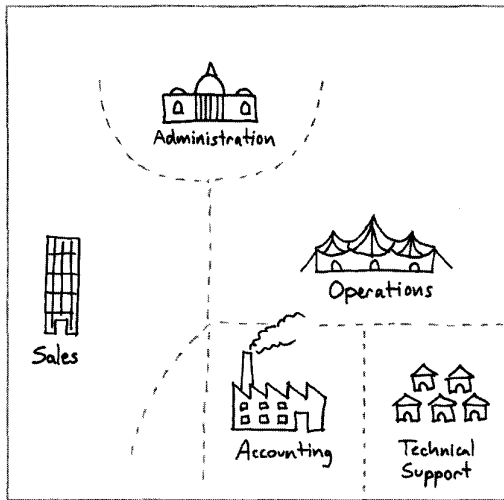 Administration
Operations
Sales
Accounting
Technical
Support